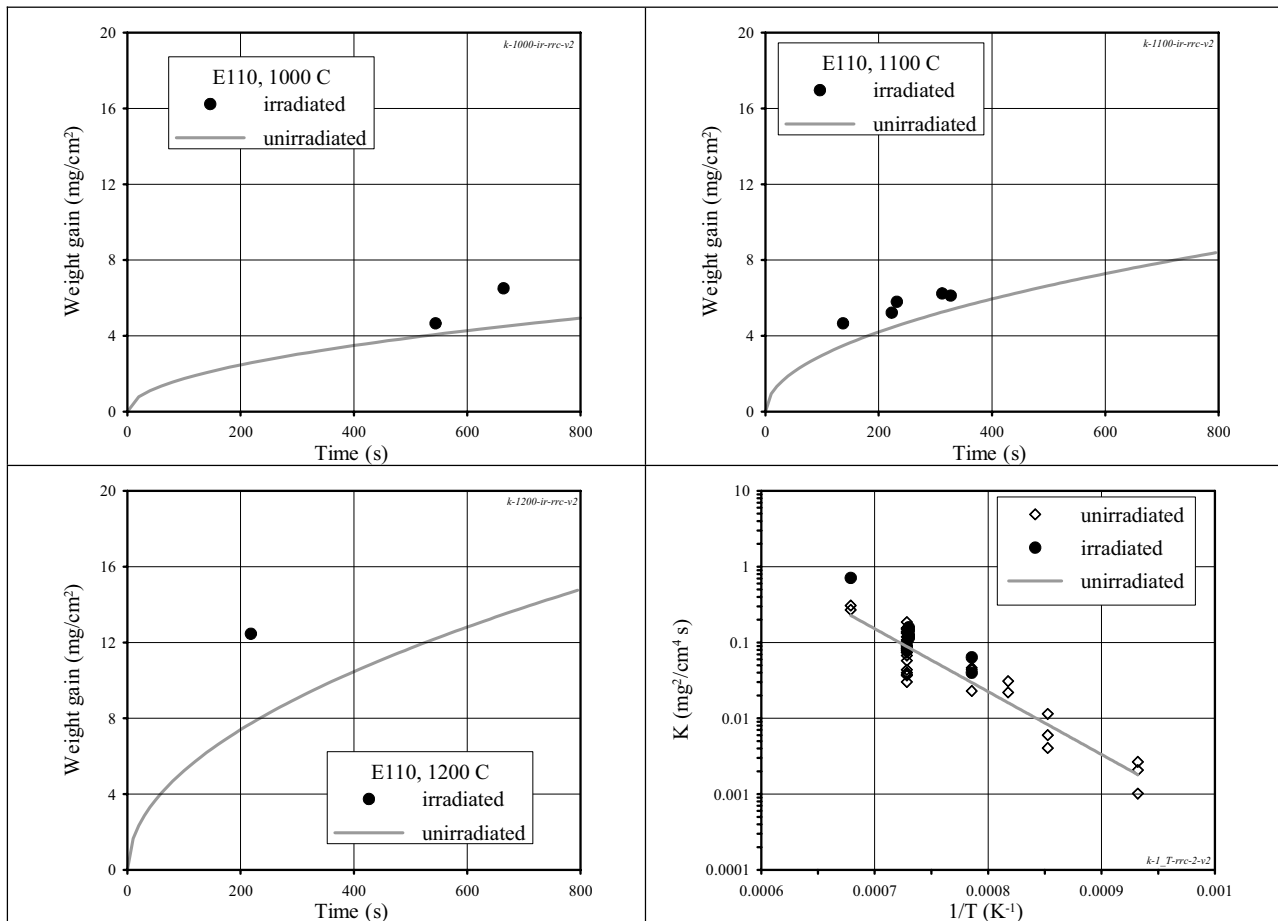 k-1000-ir-rrc-v2
E110, 1000 C
irradiated
unirradiated
Weight gain (mg/cm²)
20
16
12
8
4
0
0 200 400 600 800
Time (s)
k-1100-ir-rrc-v2
E110, 1100 C
irradiated
unirradiated
Weight gain (mg/cm²)
20
16
12
8
4
0
0 200 400 600 800
Time (s)
k-1200-ir-rrc-v2
E110, 1200 C
irradiated
unirradiated
Weight gain (mg/cm²)
20
16
12
8
4
0
0 200 400 600 800
Time (s)
unirradiated
irradiated
unirradiated
K (mg²/cm⁴ s)
10
1
0.1
0.01
0.001
0.0001
k-1_T-rrc-2-v2
0.0006 0.0007 0.0008 0.0009 0.001
1/T (K⁻¹)